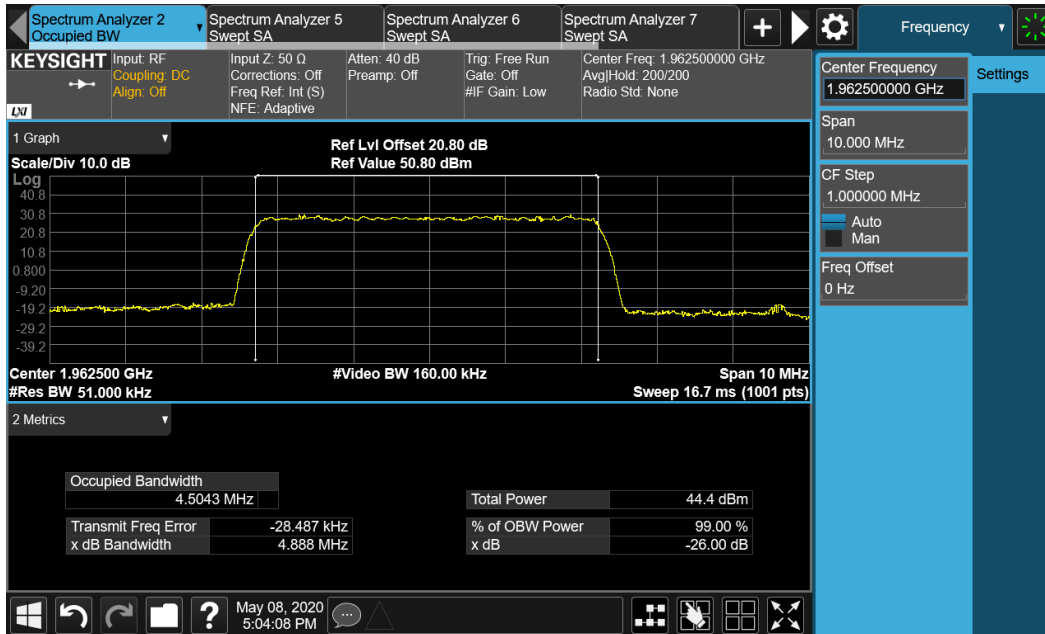 Spectrum Analyzer 2
Occupied BW
Spectrum Analyzer 5
Swept SA
Spectrum Analyzer 6
Swept SA
Spectrum Analyzer 7
Swept SA
Frequency
KEYSIGHT
LXI
Input: RF
Coupling: DC
Align: Off
Input Z: 50 Ω
Corrections: Off
Freq Ref: Int (S)
NFE: Adaptive
Atten: 40 dB
Preamp: Off
Trig: Free Run
Gate: Off
#IF Gain: Low
Center Freq: 1.962500000 GHz
Avg|Hold: 200/200
Radio Std: None
Center Frequency
1.962500000 GHz
Settings
Span
10.000 MHz
CF Step
1.000000 MHz
Auto
Man
Freq Offset
0 Hz
1 Graph
Scale/Div 10.0 dB
Ref Lvl Offset 20.80 dB
Ref Value 50.80 dBm
Log
40.8
30.8
20.8
10.8
0.800
-9.20
-19.2
-29.2
-39.2
Center 1.962500 GHz
#Video BW 160.00 kHz
Span 10 MHz
#Res BW 51.000 kHz
Sweep 16.7 ms (1001 pts)
2 Metrics
Occupied Bandwidth
4.5043 MHz
Total Power 44.4 dBm
Transmit Freq Error -28.487 kHz
% of OBW Power 99.00 %
x dB Bandwidth 4.888 MHz
x dB -26.00 dB
May 08, 2020
5:04:08 PM